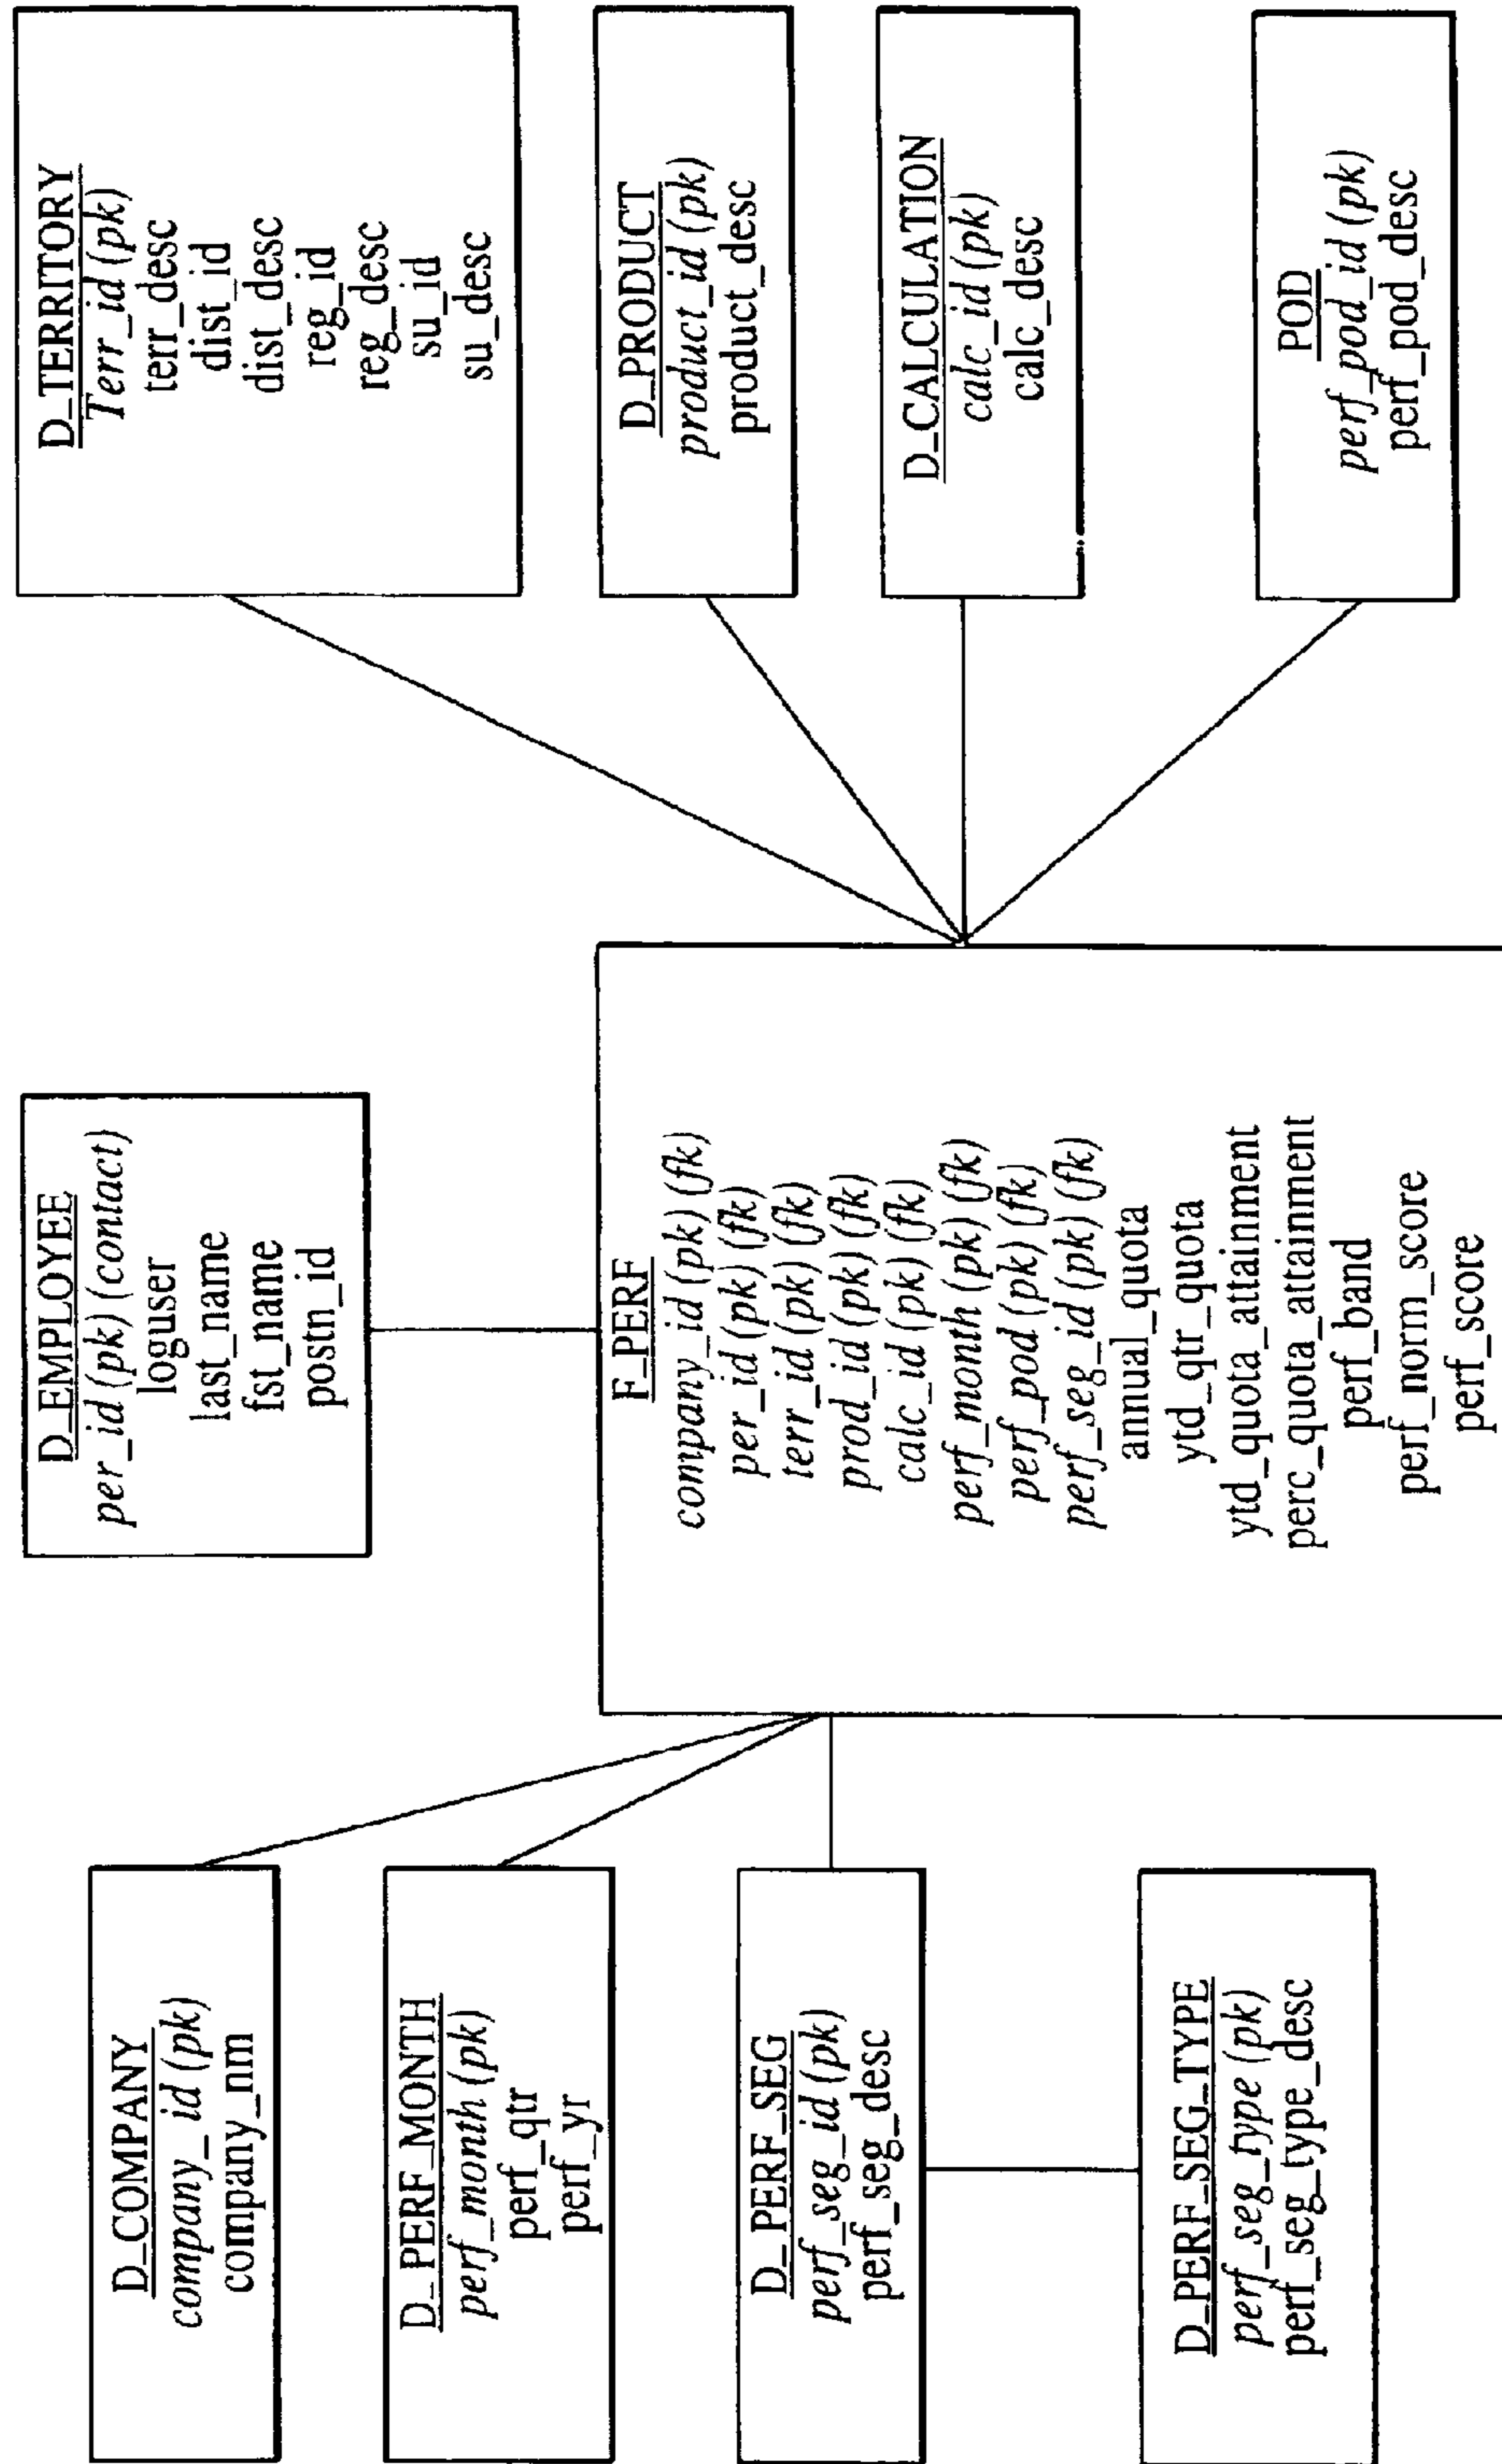 D_COMPANY
company_id (pk)
company_nm
D_PERF_MONTH
perf_month (pk)
perf_qtr
perf_yr
D_PERF_SEG
perf_seg_id (pk)
perf_seg_desc
D_PERF_SEG_TYPE
perf_seg_type (pk)
perf_seg_type_desc
D_EMPLOYEE
per_id (pk) (contact)
loguser
last_name
fst_name
postn_id
F_PERF
company_id (pk) (fk)
per_id (pk) (fk)
terr_id (pk) (fk)
prod_id (pk) (fk)
calc_id (pk) (fk)
perf_month (pk) (fk)
perf_pod (pk) (fk)
perf_seg_id (pk) (fk)
annual_quota
ytd_qtr_quota
ytd_quota_attainment
perc_quota_attainment
perf_band
perf_norm_score
perf_score
D_TERRITORY
Terr_id (pk)
terr_desc
dist_id
dist_desc
reg_id
reg_desc
su_id
su_desc
D_PRODUCT
product_id (pk)
product_desc
D_CALCULATION
calc_id (pk)
calc_desc
POD
perf_pod_id (pk)
perf_pod_desc